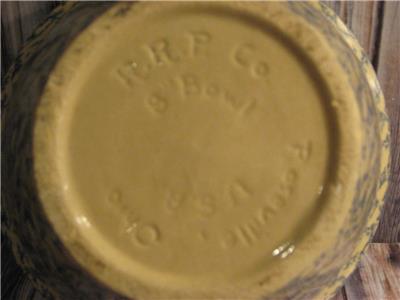 R.R.P. Co
8" Bowl
U.S.A
Roseville, Ohio